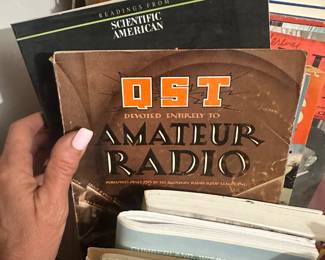 READINGS FROM
SCIENTIFIC
AMERICAN
QST
DEVOTED ENTIRELY TO
AMATEUR
RADIO